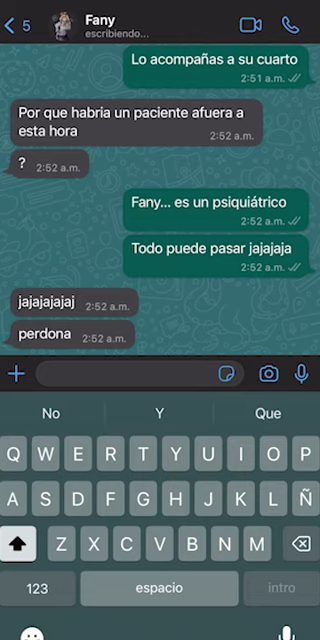 5
Fany
escribiendo...
Lo acompañas a su cuarto
2:51 a.m.
Por que habria un paciente afuera a
esta hora
2:52 a.m.
?
2:52 a.m.
Fany... es un psiquiátrico
2:52 a.m.
Todo puede pasar jajajaja
2:52 a.m.
jajajajajaj
2:52 a.m.
perdona
2:52 a.m.
No Y Que
Q W E R T Y U I O P
A S D F G H J K L Ñ
Z X C V B N M
123 espacio intro